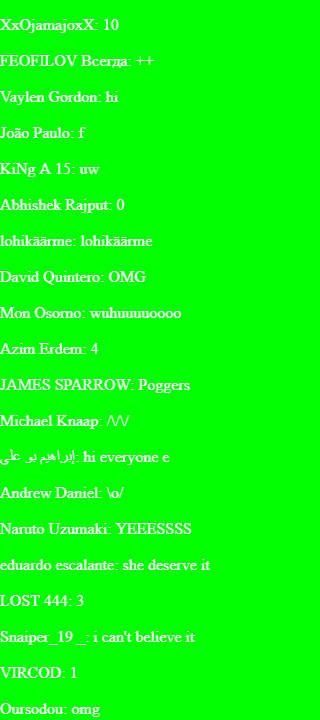 XxOjamajoxX: 10
FEOFILOV Всегда: ++
Vaylen Gordon: hi
João Paulo: f
KiNg A 15: uw
Abhishek Rajput: 0
lohikäärme: lohikäärme
David Quintero: OMG
Mon Osorno: wuhuuuuoooo
Azim Erdem: 4
JAMES SPARROW: Poggers
Michael Knaap: /\/\/
إبراهيم بو علي: hi everyone e
Andrew Daniel: \o/
Naruto Uzumaki: YEEESSSS
eduardo escalante: she deserve it
LOST 444: 3
Snaiper_19 _: i can't believe it
VIRCOD: 1
Oursodou: omg